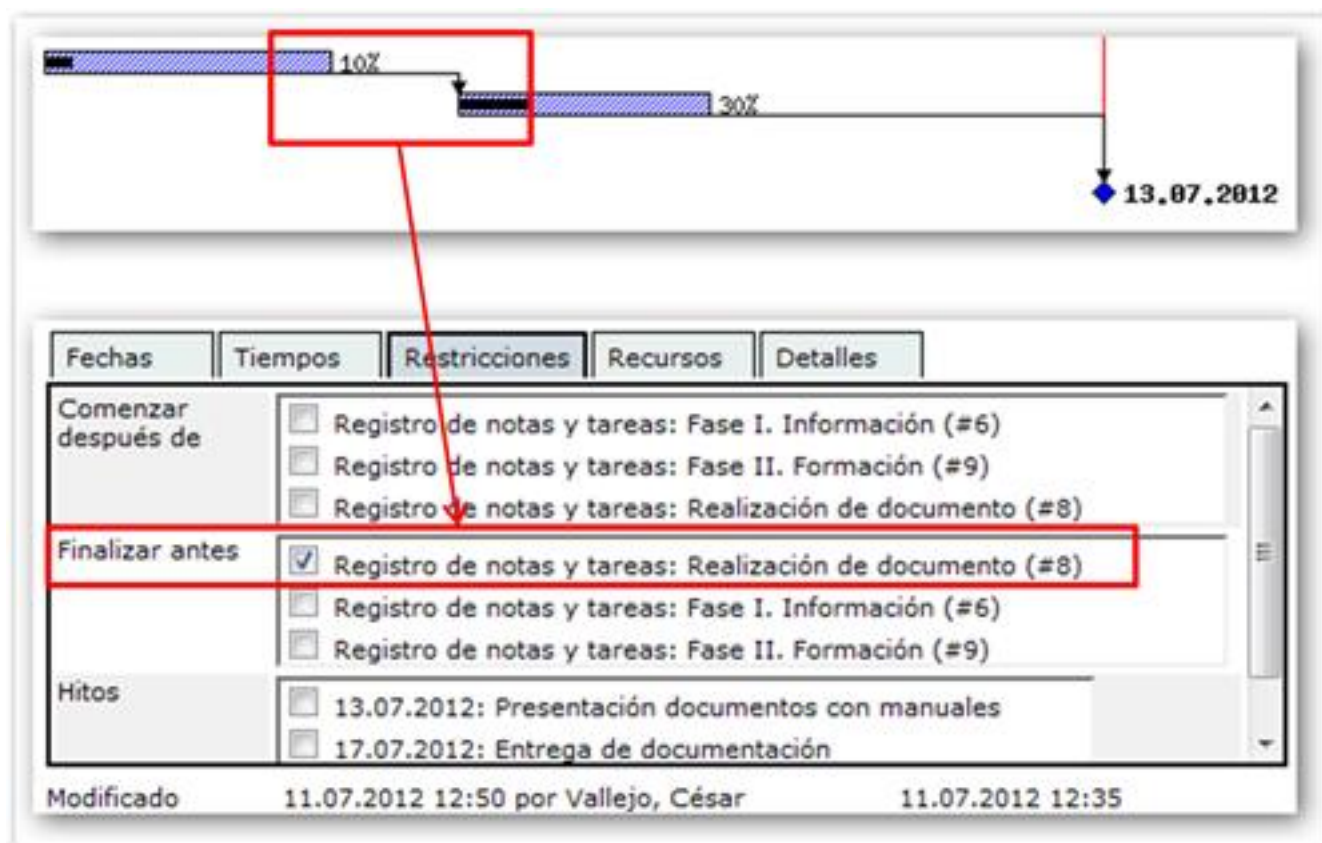 10%
30%
13.07.2012
Fechas Tiempos Restricciones Recursos Detalles
Comenzar después de
Registro de notas y tareas: Fase I. Información (#6)
Registro de notas y tareas: Fase II. Formación (#9)
Registro de notas y tareas: Realización de documento (#8)
Finalizar antes
Registro de notas y tareas: Realización de documento (#8)
Registro de notas y tareas: Fase I. Información (#6)
Registro de notas y tareas: Fase II. Formación (#9)
Hitos
13.07.2012: Presentación documentos con manuales
17.07.2012: Entrega de documentación
Modificado 11.07.2012 12:50 por Vallejo, César 11.07.2012 12:35